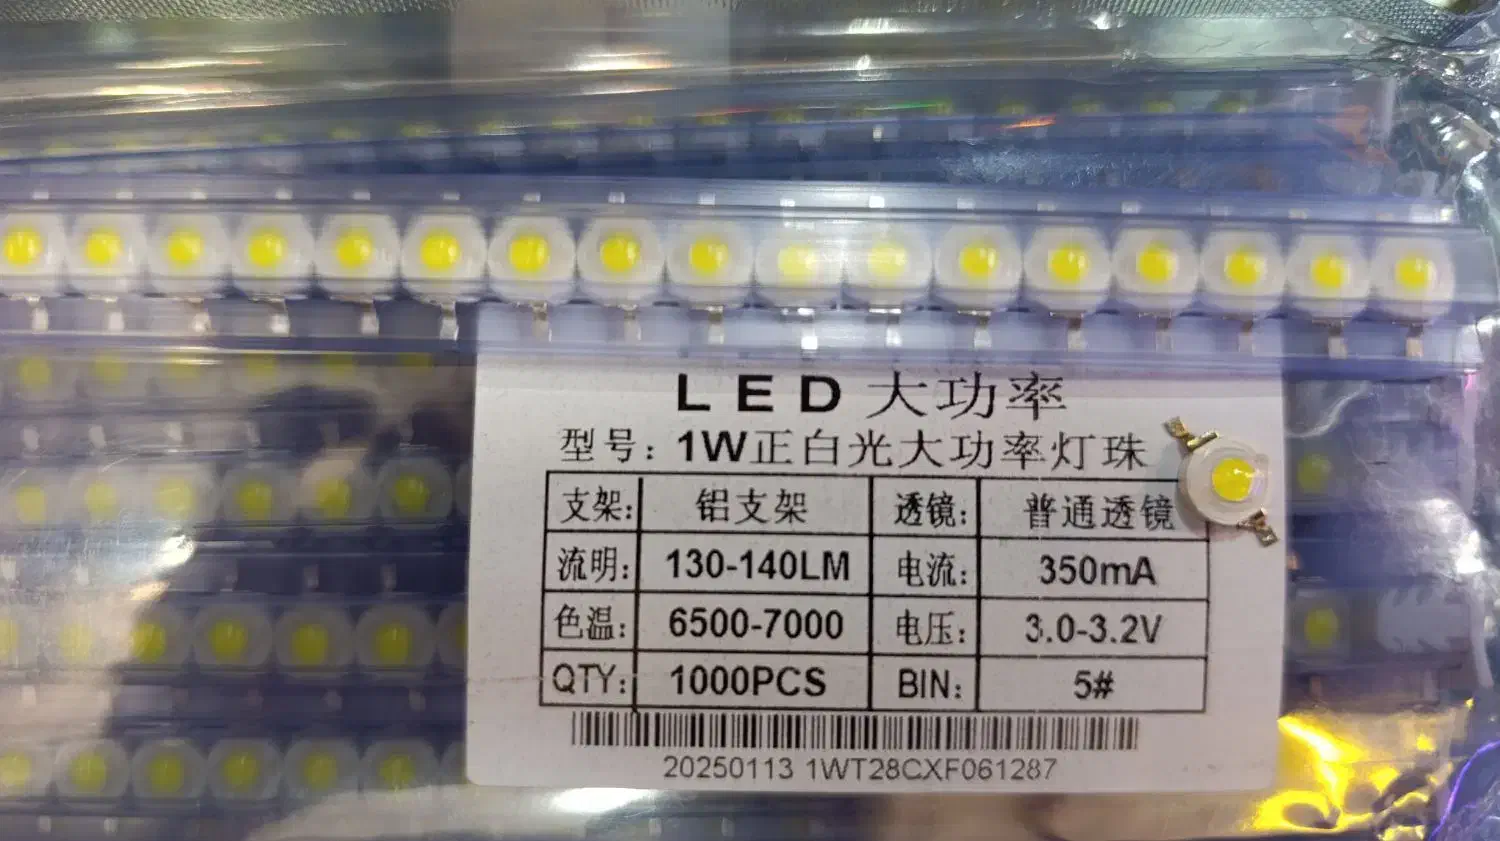 LED 大功率
型号: 1W正白光大功率灯珠
支架: 铝支架 透镜: 普通透镜
流明: 130-140LM 电流: 350mA
色温: 6500-7000 电压: 3.0-3.2V
QTY: 1000PCS BIN: 5#
20250113 1WT28CXF061287